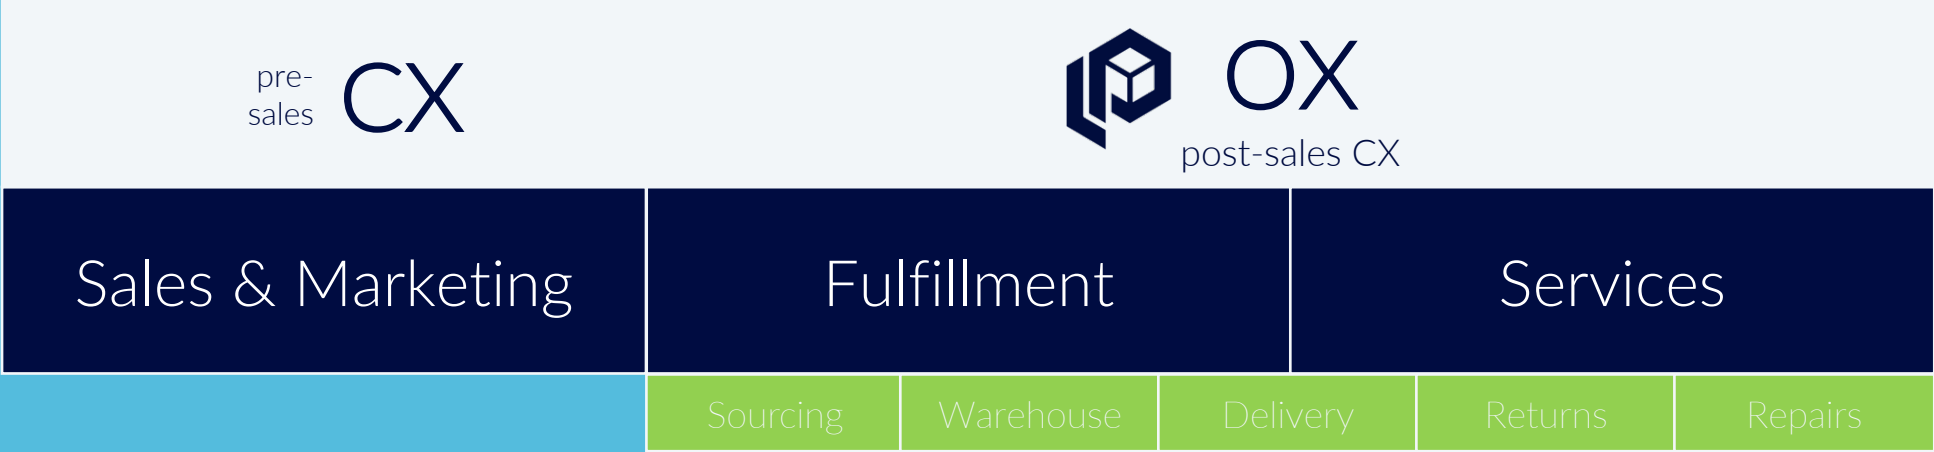 pre-
sales
CX
OX
post-sales CX
Sales & Marketing
Fulfillment
Services
Sourcing
Warehouse
Delivery
Returns
Repairs